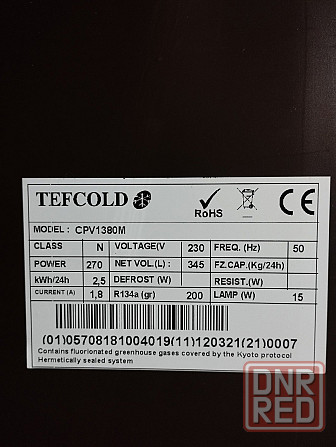 TEFCOLD
RoHS
CE
MODEL: CPV1380M
CLASS N VOLTAGE(V 230 FREQ. (Hz) 50
POWER 270 NET VOL.(L) : 345 FZ.CAP.(Kg/24h)
kWh/24h 2,5 DEFROST (W) RESIST.(W)
CURRENT (A) 1,8 R134a (gr) 200 LAMP (W) 15
(01)05708181004019(11)120321(21)0007
Contains fluorionated greenhouse gases covered by the Kyoto protocol
Hermetically sealed system
DNR
RED